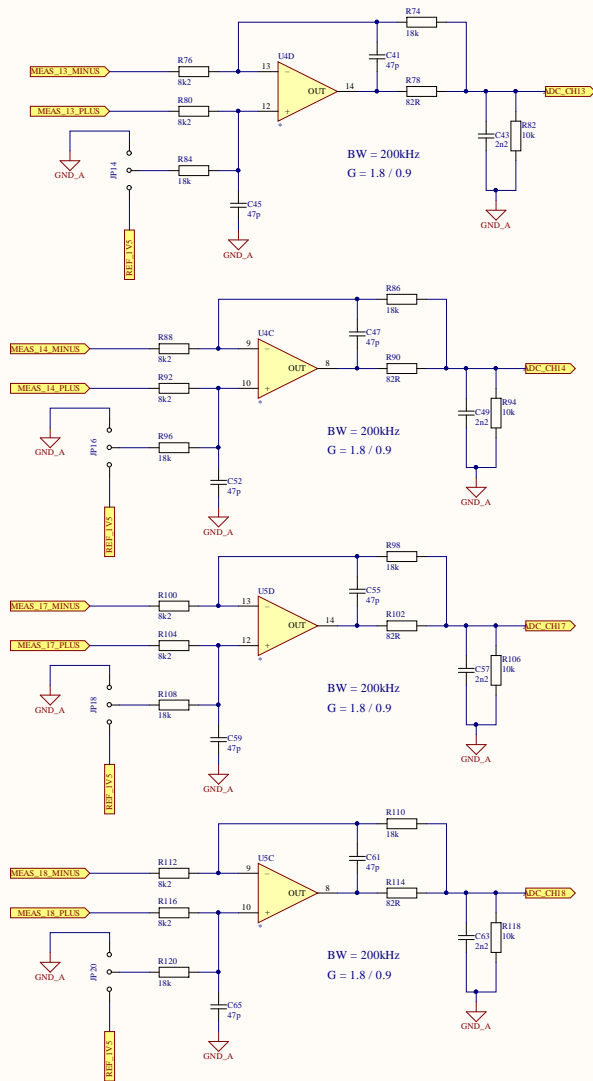 R74
18k
C41
47p
R76
8k2
U4D
MEAS_13_MINUS
13
OUT
14
R78
82R
ADC_CH13
R80
8k2
MEAS_13_PLUS
12
*
C43
2n2
R82
10k
GND_A
JP14
R84
18k
BW = 200kHz
G = 1.8 / 0.9
C45
47p
GND_A
GND_A
REF_1V5
R86
18k
C47
47p
R88
8k2
U4C
MEAS_14_MINUS
9
OUT
8
R90
82R
ADC_CH14
R92
8k2
MEAS_14_PLUS
10
*
C49
2n2
R94
10k
GND_A
JP16
R96
18k
BW = 200kHz
G = 1.8 / 0.9
C52
47p
GND_A
GND_A
REF_1V5
R98
18k
C55
47p
R100
8k2
U5D
MEAS_17_MINUS
13
OUT
14
R102
82R
ADC_CH17
R104
8k2
MEAS_17_PLUS
12
*
C57
2n2
R106
10k
GND_A
JP18
R108
18k
BW = 200kHz
G = 1.8 / 0.9
C59
47p
GND_A
GND_A
REF_1V5
R110
18k
C61
47p
R112
8k2
U5C
MEAS_18_MINUS
9
OUT
8
R114
82R
ADC_CH18
R116
8k2
MEAS_18_PLUS
10
*
C63
2n2
R118
10k
GND_A
JP20
R120
18k
BW = 200kHz
G = 1.8 / 0.9
C65
47p
GND_A
GND_A
REF_1V5